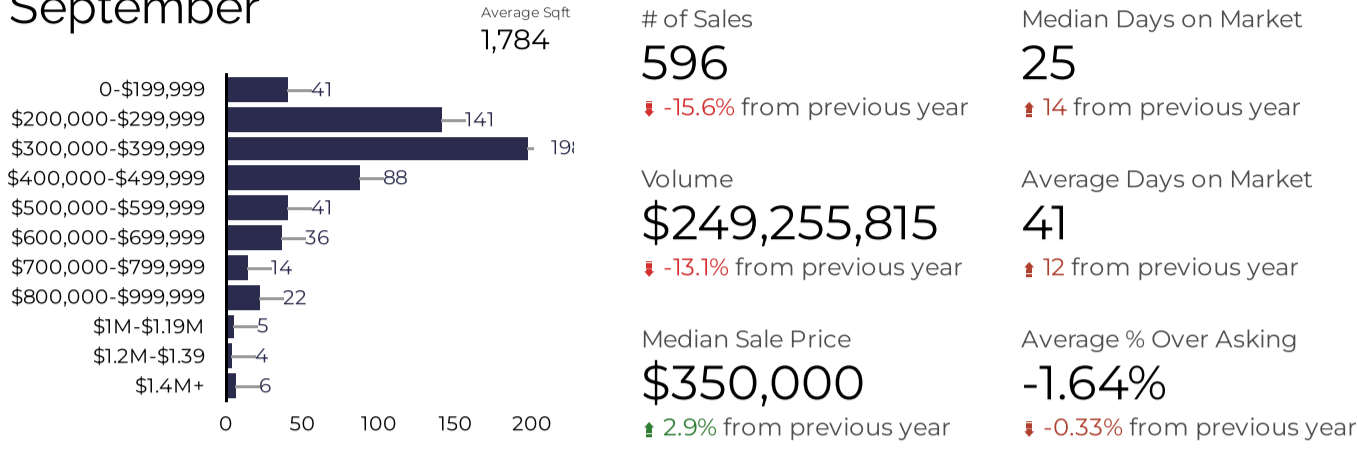 September
Average Sqft
1,784
0-$199,999 41
$200,000-$299,999 141
$300,000-$399,999 198
$400,000-$499,999 88
$500,000-$599,999 41
$600,000-$699,999 36
$700,000-$799,999 14
$800,000-$999,999 22
$1M-$1.19M 5
$1.2M-$1.39 4
$1.4M+ 6
0 50 100 150 200
# of Sales
596
-15.6% from previous year
Volume
$249,255,815
-13.1% from previous year
Median Sale Price
$350,000
2.9% from previous year
Median Days on Market
25
14 from previous year
Average Days on Market
41
12 from previous year
Average % Over Asking
-1.64%
-0.33% from previous year